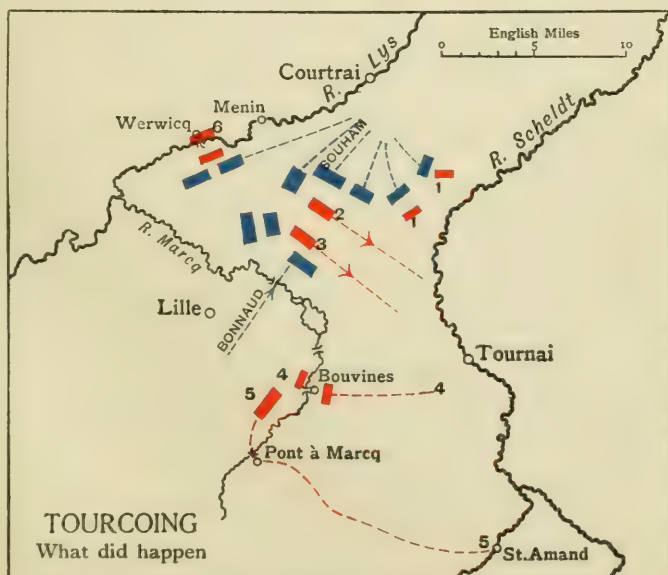 English Miles
0 5 10
R. Lys
Courtrai
R. Scheldt
Menin
Werwicq
6
SOUHAM
1
1
2
3
R. Marcq
Lille
BONNAUD
Tournai
4
Bouvines
4
5
Pont à Marcq
TOURCOING
What did happen
5
St. Amand